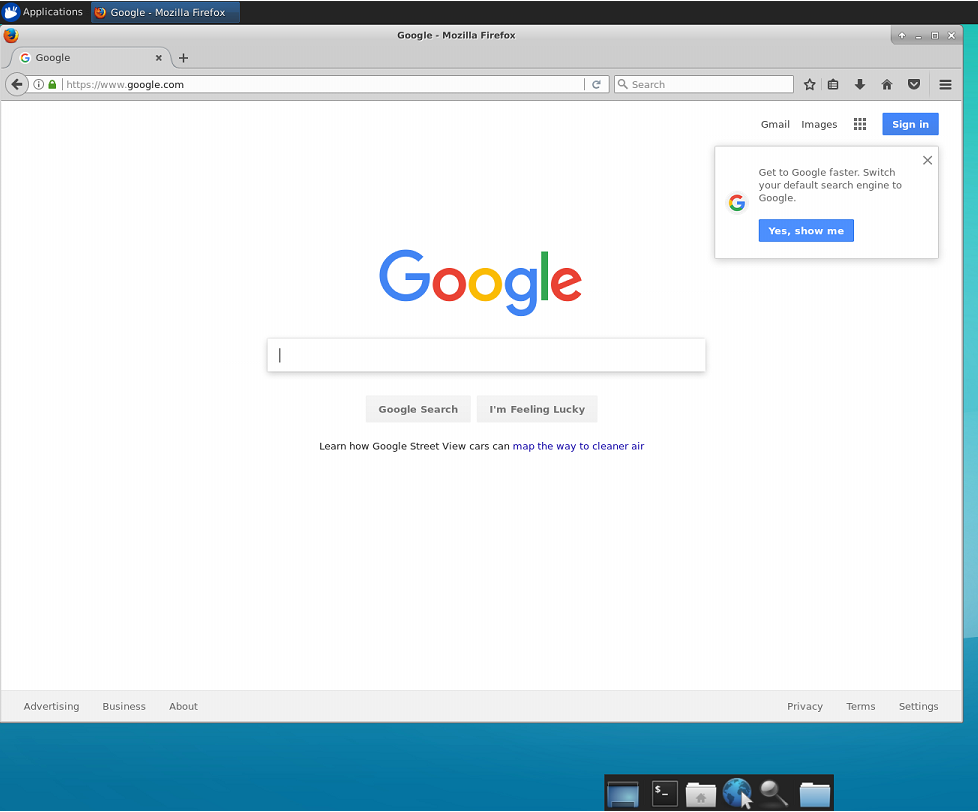 Applications
Google - Mozilla Firefox
Google - Mozilla Firefox
Google
https://www.google.com
Search
Gmail
Images
Sign in
Get to Google faster. Switch
your default search engine to
Google.
Yes, show me
Google
Google Search
I'm Feeling Lucky
Learn how Google Street View cars can map the way to cleaner air
Advertising
Business
About
Privacy
Terms
Settings
$_